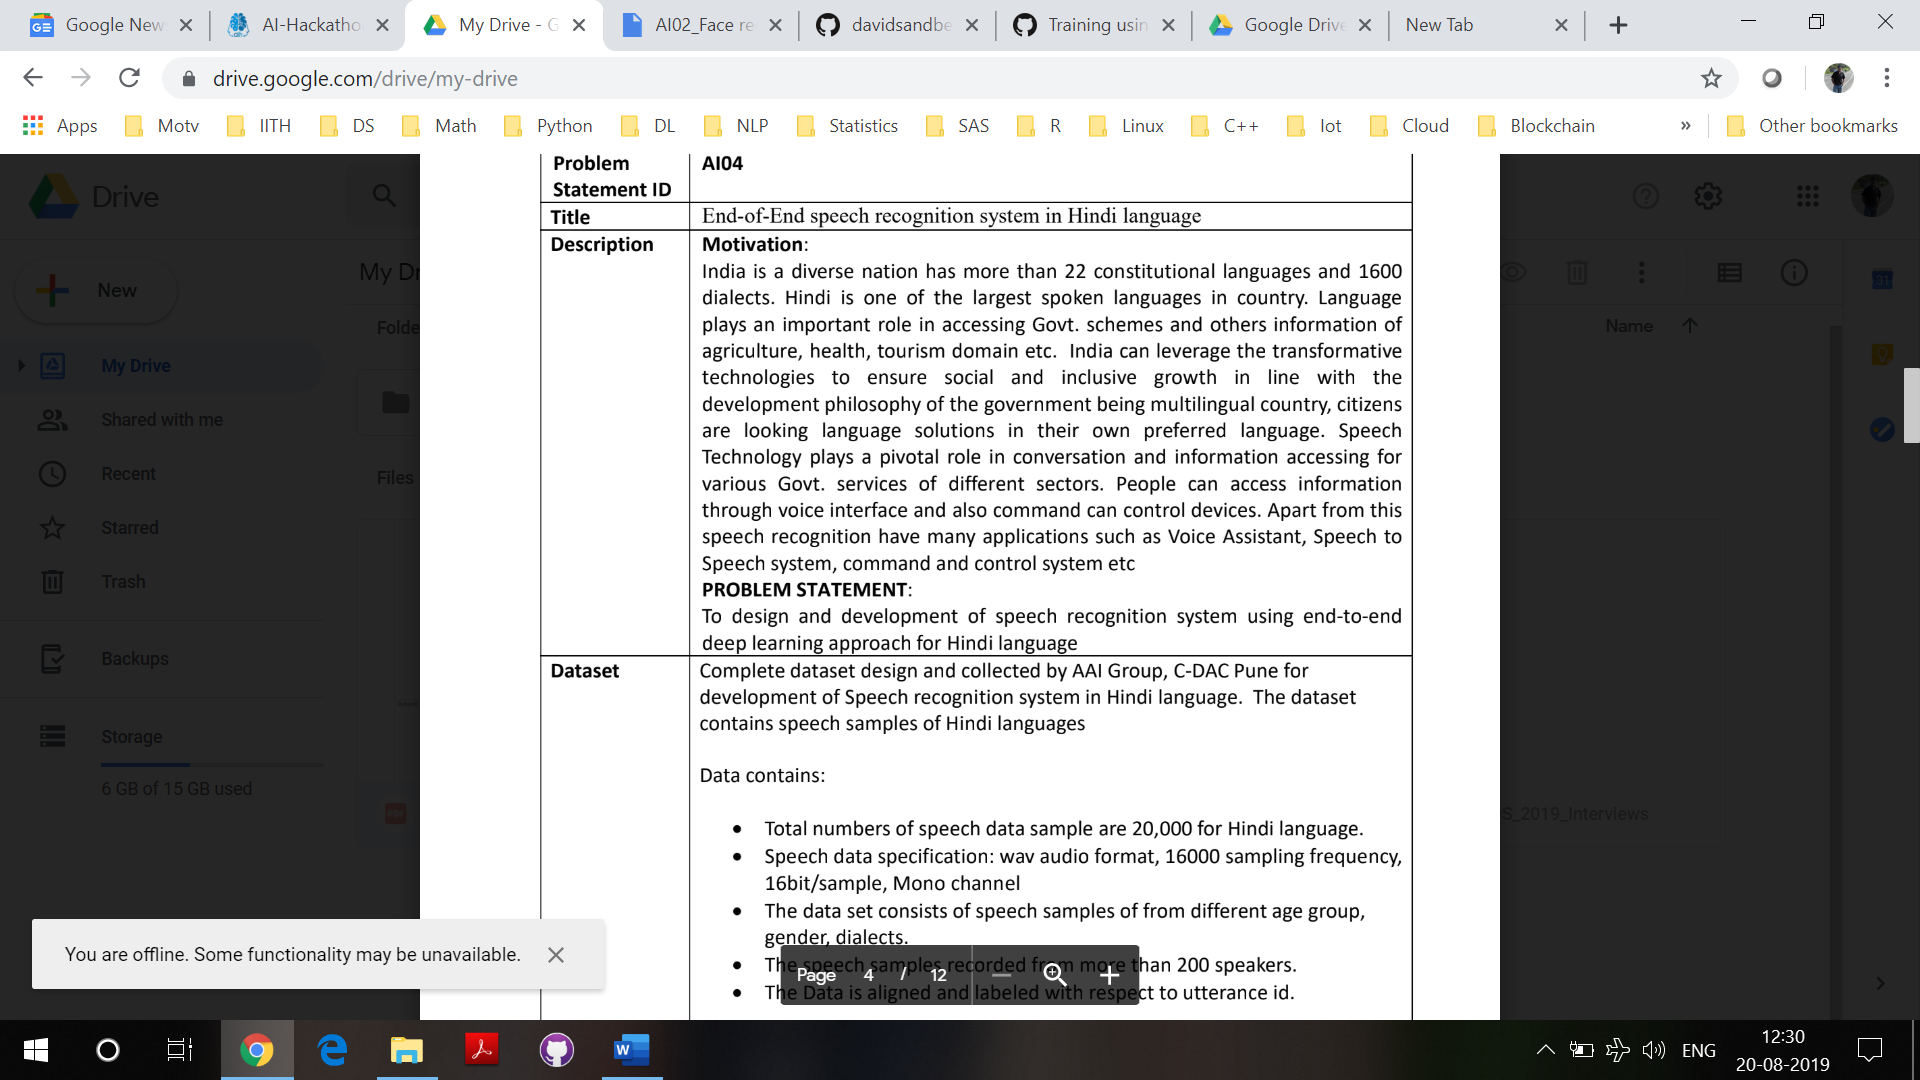 Google New
AI-Hackatho
My Drive - G
AI02_Face re
davidsandbe
Training usin
Google Drive
New Tab
drive.google.com/drive/my-drive
Apps
Motv
IITH
DS
Math
Python
DL
NLP
Statistics
SAS
R
Linux
C++
Iot
Cloud
Blockchain
»
Other bookmarks
Drive
New
My Drive
Shared with me
Recent
Starred
Trash
Backups
Storage
6 GB of 15 GB used
My Dr
Folde
Files
Name
31
S_2019_Interviews
Problem
Statement ID
AI04
Title
End-of-End speech recognition system in Hindi language
Description
Motivation:
India is a diverse nation has more than 22 constitutional languages and 1600
dialects. Hindi is one of the largest spoken languages in country. Language
plays an important role in accessing Govt. schemes and others information of
agriculture, health, tourism domain etc. India can leverage the transformative
technologies to ensure social and inclusive growth in line with the
development philosophy of the government being multilingual country, citizens
are looking language solutions in their own preferred language. Speech
Technology plays a pivotal role in conversation and information accessing for
various Govt. services of different sectors. People can access information
through voice interface and also command can control devices. Apart from this
speech recognition have many applications such as Voice Assistant, Speech to
Speech system, command and control system etc
PROBLEM STATEMENT:
To design and development of speech recognition system using end-to-end
deep learning approach for Hindi language
Dataset
Complete dataset design and collected by AAI Group, C-DAC Pune for
development of Speech recognition system in Hindi language. The dataset
contains speech samples of Hindi languages
Data contains:
• Total numbers of speech data sample are 20,000 for Hindi language.
• Speech data specification: wav audio format, 16000 sampling frequency,
16bit/sample, Mono channel
• The data set consists of speech samples of from different age group,
gender, dialects.
• The speech samples recorded from more than 200 speakers.
• The Data is aligned and labeled with respect to utterance id.
Page 4 / 12
You are offline. Some functionality may be unavailable.
ENG
12:30
20-08-2019